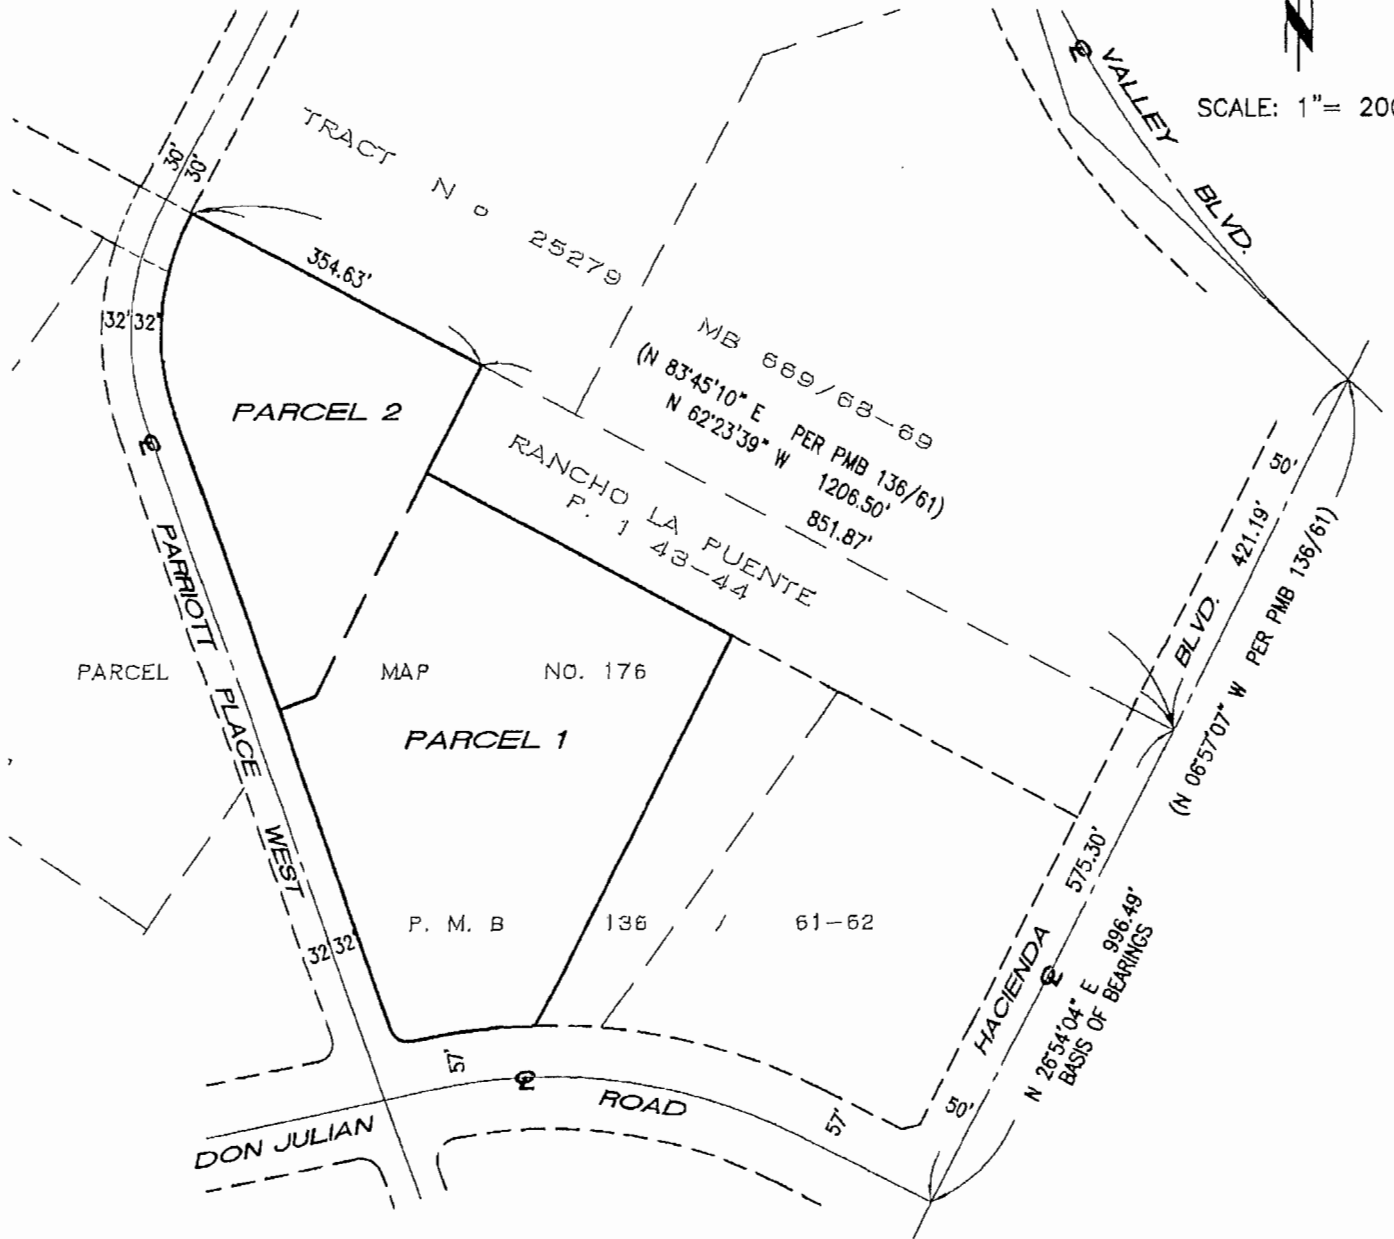 N
SCALE: 1"= 200
℄
VALLEY
BLVD.
TRACT No 25279
30'
30'
354.63'
32'
32'
MB 689/68-69
(N 83°45'10" E PER PMB 136/61)
N 62°23'39" W 1206.50'
851.87'
PARCEL 2
℄
RANCHO LA PUENTE
P. 1 43-44
50'
421.19'
BLVD.
(N 06°57'07" W PER PMB 136/61)
PARRIOTT
PLACE
WEST
PARCEL
MAP
NO. 176
PARCEL 1
P. M. B
136
/
61-62
32
32'
575.30'
HACIENDA
℄
N 26°54'04" E 996.49'
BASIS OF BEARINGS
57'
℄
ROAD
57'
50'
DON JULIAN